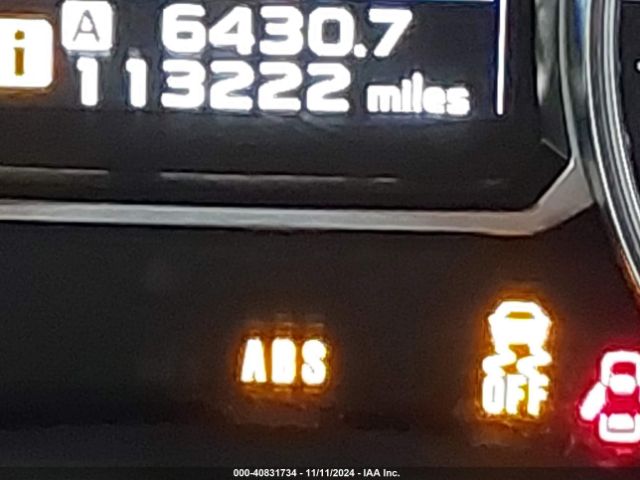 i A 6430.7
113222 miles
ABS
OFF
000-40831734 - 11/11/2024 - IAA Inc.